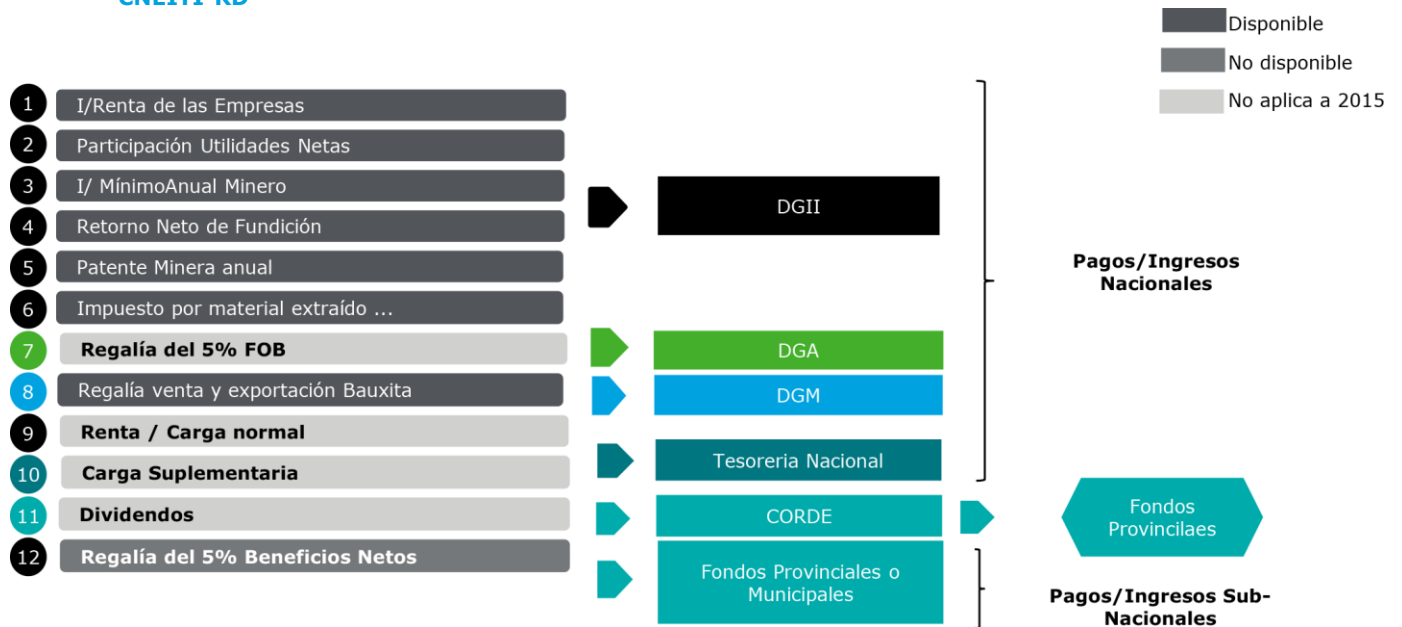 CNEITI-RD
Disponible
No disponible
No aplica a 2015
1 I/Renta de las Empresas
2 Participación Utilidades Netas
3 I/ MínimoAnual Minero
4 Retorno Neto de Fundición
5 Patente Minera anual
6 Impuesto por material extraído ...
7 Regalía del 5% FOB
8 Regalía venta y exportación Bauxita
9 Renta / Carga normal
10 Carga Suplementaria
11 Dividendos
12 Regalía del 5% Beneficios Netos
DGII
DGA
DGM
Tesoreria Nacional
CORDE
Fondos Provinciales o
Municipales
Pagos/Ingresos
Nacionales
Fondos
Provincilaes
Pagos/Ingresos Sub-
Nacionales